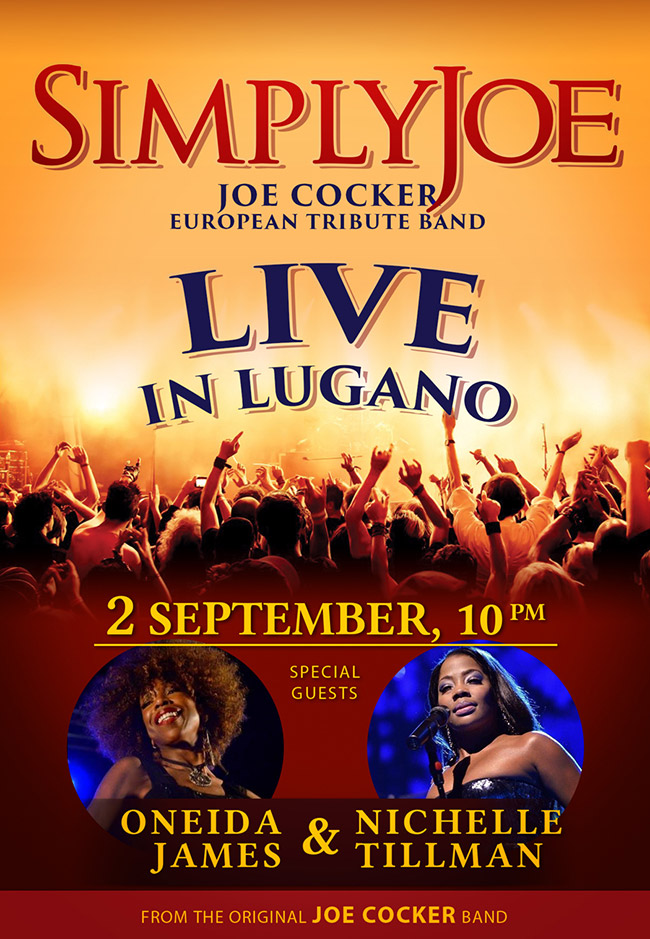 SIMPLYJOE
JOE COCKER
EUROPEAN TRIBUTE BAND
LIVE
IN LUGANO
2 SEPTEMBER, 10 PM
SPECIAL
GUESTS
ONEIDA
JAMES
&
NICHELLE
TILLMAN
FROM THE ORIGINAL JOE COCKER BAND